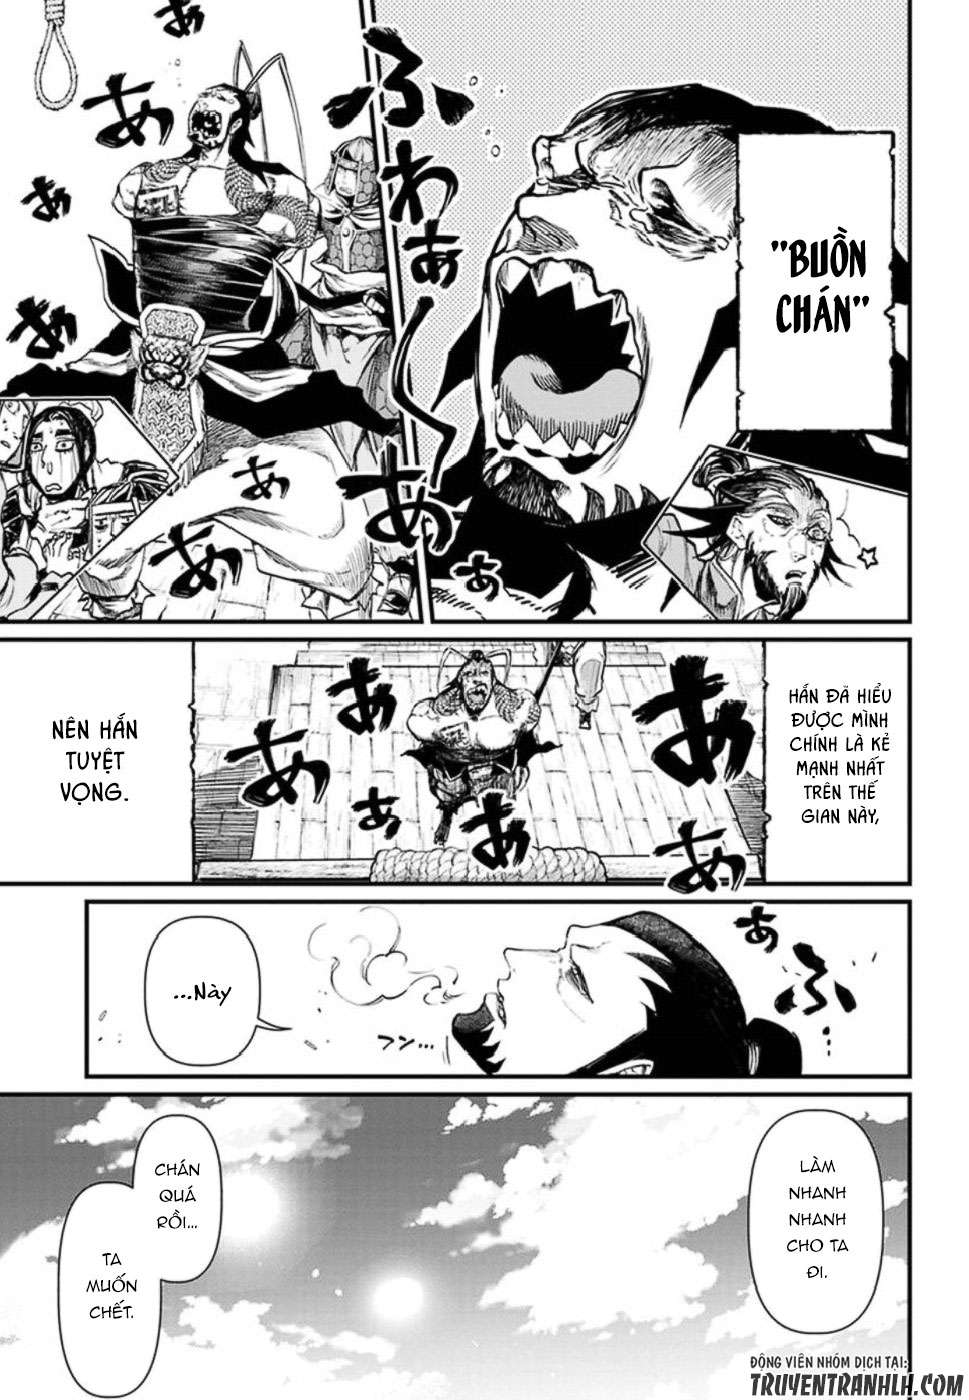 "BUỒN
CHÁN"
ふわああ〜〜ああ
あ
あ
あ
あ
あ
あ
HẮN ĐÃ HIỂU
ĐƯỢC MÌNH
CHÍNH LÀ KẺ
MẠNH NHẤT
TRÊN THẾ
GIAN NÀY,
あ
あ
あ
あ
あ
あ
NÊN HẮN
TUYỆT
VỌNG.
あ
ふ…
フン…
...Này
LÀM
NHANH
NHANH
CHO TA
ĐI.
CHÁN
QUÁ
RỒI...
TA
MUỐN
CHẾT.
ĐỘNG VIÊN NHÓM DỊCH TẠI:
TRUYENTRANHLH.COM